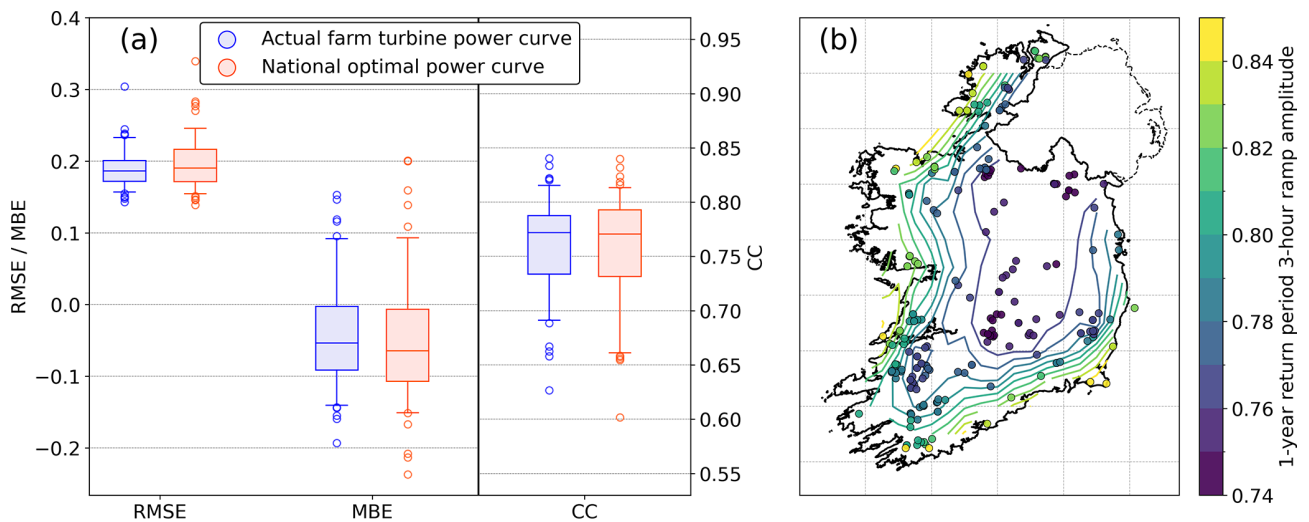 (a)
Actual farm turbine power curve
National optimal power curve
RMSE / MBE
0.4
0.3
0.2
0.1
0.0
−0.1
−0.2
RMSE
MBE
CC
0.95
0.90
0.85
0.80
0.75
0.70
0.65
0.60
0.55
CC
(b)
0.84
0.82
0.80
0.78
0.76
0.74
1-year return period 3-hour ramp amplitude